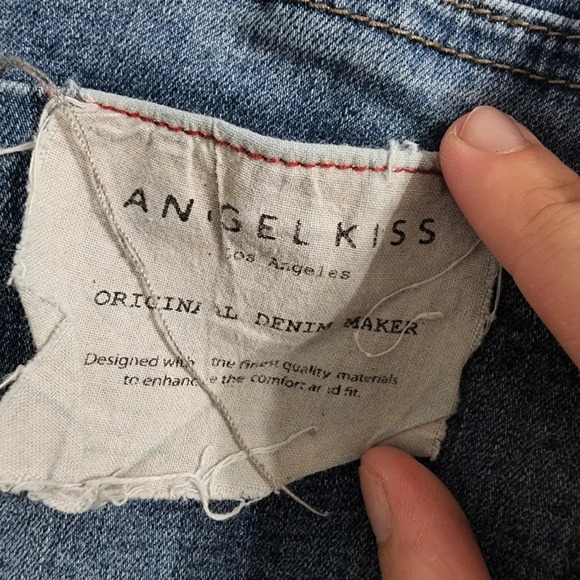 ANGEL KISS
Los Angeles
ORIGINAL DENIM MAKER
Designed with the finest quality materials
to enhance the comfort and fit.